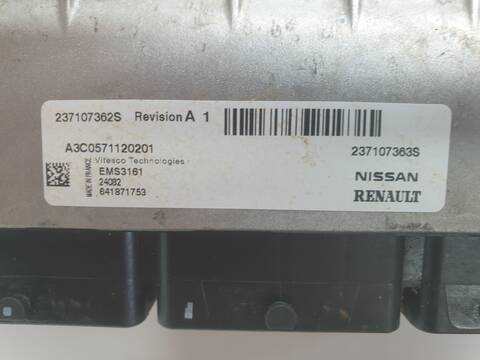 237107362S Revision A 1
A3C0571120201
237107363S
Vitesco Technologies
MADE IN FRANCE
EMS3161
NISSAN
24082
641871753
RENAULT